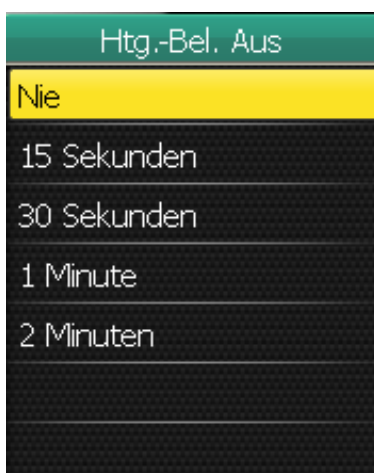 Htg.-Bel. Aus
Nie
15 Sekunden
30 Sekunden
1 Minute
2 Minuten